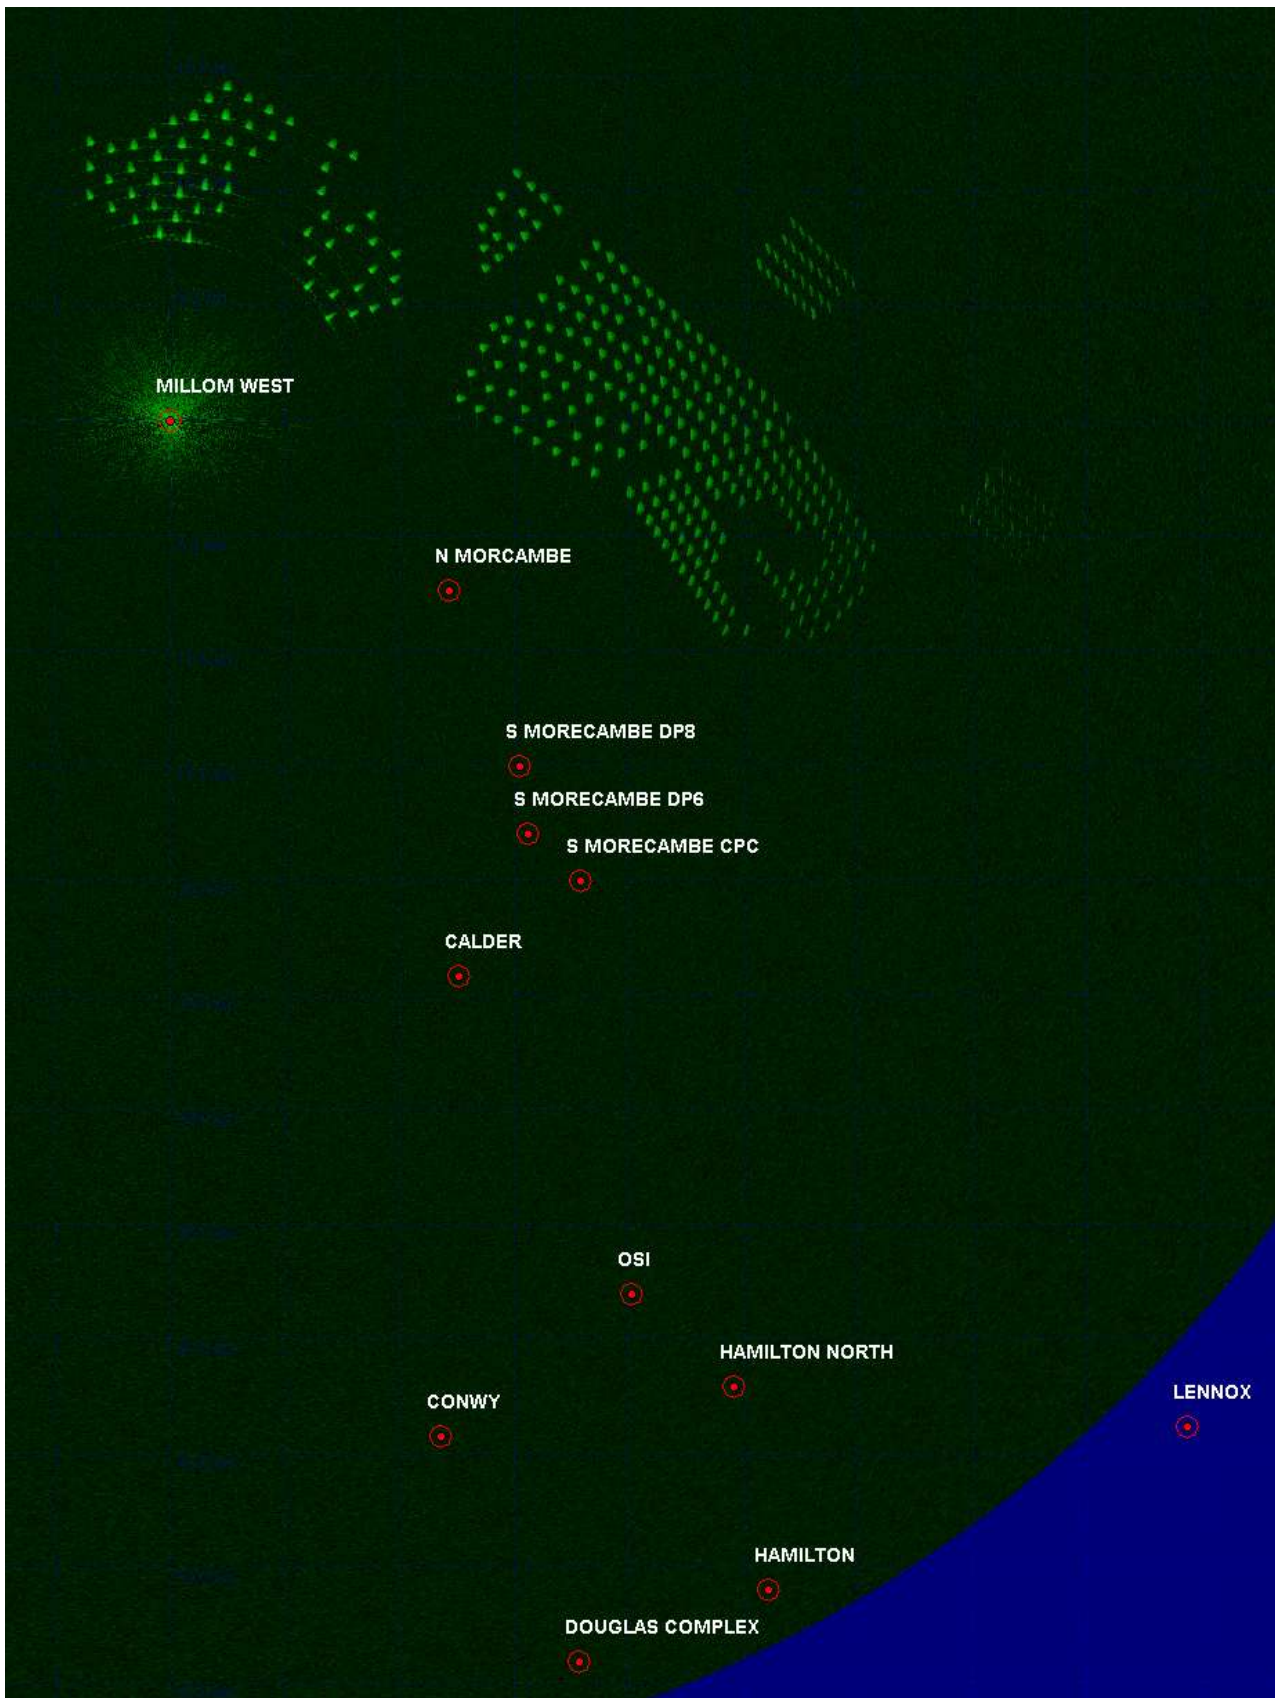 MILLOM WEST
N MORCAMBE
S MORECAMBE DP8
S MORECAMBE DP6
S MORECAMBE CPC
CALDER
OSI
HAMILTON NORTH
LENNOX
CONWY
HAMILTON
DOUGLAS COMPLEX